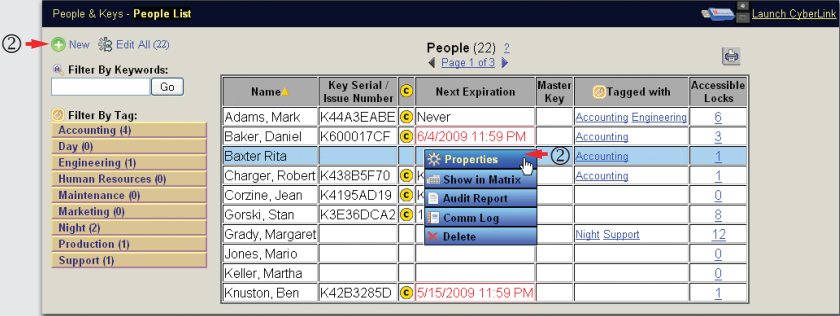 People & Keys - People List
Launch CyberLink
② New Edit All (22)
People (22) ?
Page 1 of 3
Filter By Keywords:
Go
Filter By Tag:
Accounting (4)
Day (0)
Engineering (1)
Human Resources (0)
Maintenance (0)
Marketing (0)
Night (2)
Production (1)
Support (1)
Name Key Serial / Issue Number C Next Expiration Master Key Tagged with Accessible Locks
Adams, Mark K44A3EABE C Never Accounting Engineering 6
Baker, Daniel K600017CF C 6/4/2009 11:59 PM Accounting 3
Baxter Rita Accounting 1
Charger, Robert K438B5F70 C K Accounting 1
Corzine, Jean K4195AD19 C K 0
Gorski, Stan K3E36DCA2 C 1 8
Grady, Margaret Night Support 12
Jones, Mario 0
Keller, Martha 0
Knuston, Ben K42B3285D C 5/15/2009 11:59 PM 1
Properties ②
Show in Matrix
Audit Report
Comm Log
Delete